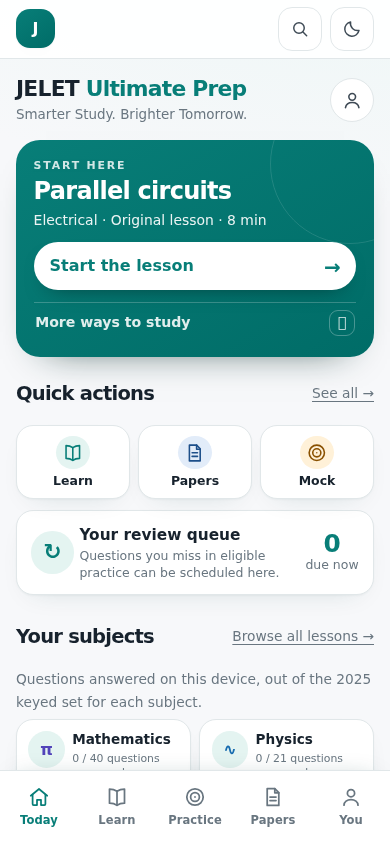 J
JELET Ultimate Prep
Smarter Study. Brighter Tomorrow.
START HERE
Parallel circuits
Electrical · Original lesson · 8 min
Start the lesson →
More ways to study
Quick actions
See all →
Learn
Papers
Mock
↻
Your review queue
Questions you miss in eligible
practice can be scheduled here.
0
due now
Your subjects
Browse all lessons →
Questions answered on this device, out of the 2025
keyed set for each subject.
π
Mathematics
0 / 40 questions
∿
Physics
0 / 21 questions
Today
Learn
Practice
Papers
You